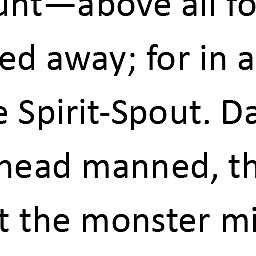 unt—above all fo
ed away; for in a
e Spirit-Spout. Da
head manned, th
t the monster mi